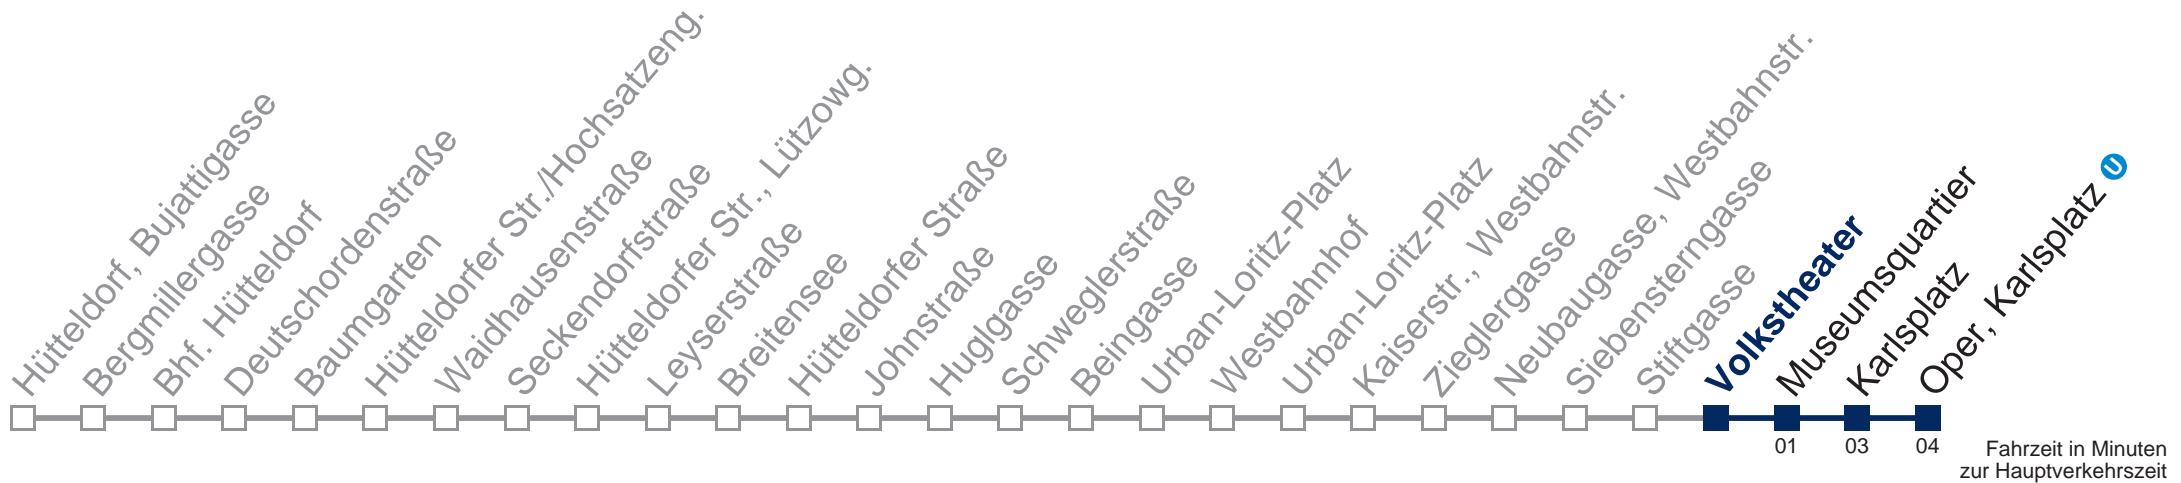 Hütteldorf, Bujattigasse
Bergmillergasse
Bhf. Hütteldorf
Deutschordenstraße
Baumgarten
Hütteldorfer Str./Hochsatzeng.
Waidhausenstraße
Seckendorfstraße
Hütteldorfer Str., Lützowg.
Leyserstraße
Breitensee
Hütteldorfer Straße
Johnstraße
Huglgasse
Schweglerstraße
Beingasse
Urban-Loritz-Platz
Westbahnhof
Urban-Loritz-Platz
Kaiserstr., Westbahnstr.
Zieglergasse
Neubaugasse, Westbahnstr.
Siebensterngasse
Stiftgasse
Volkstheater
Museumsquartier
Karlsplatz
Oper, Karlsplatz U
01 03 04
Fahrzeit in Minuten
zur Hauptverkehrszeit